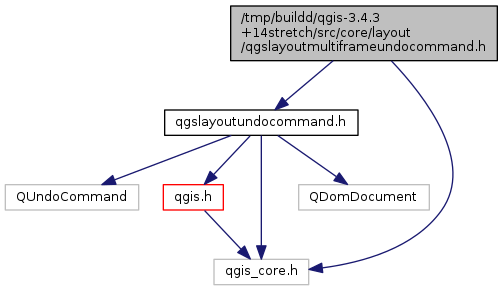 /tmp/buildd/qgis-3.4.3
+14stretch/src/core/layout
/qgslayoutmultiframeundocommand.h
qgslayoutundocommand.h
QUndoCommand
qgis.h
QDomDocument
qgis_core.h